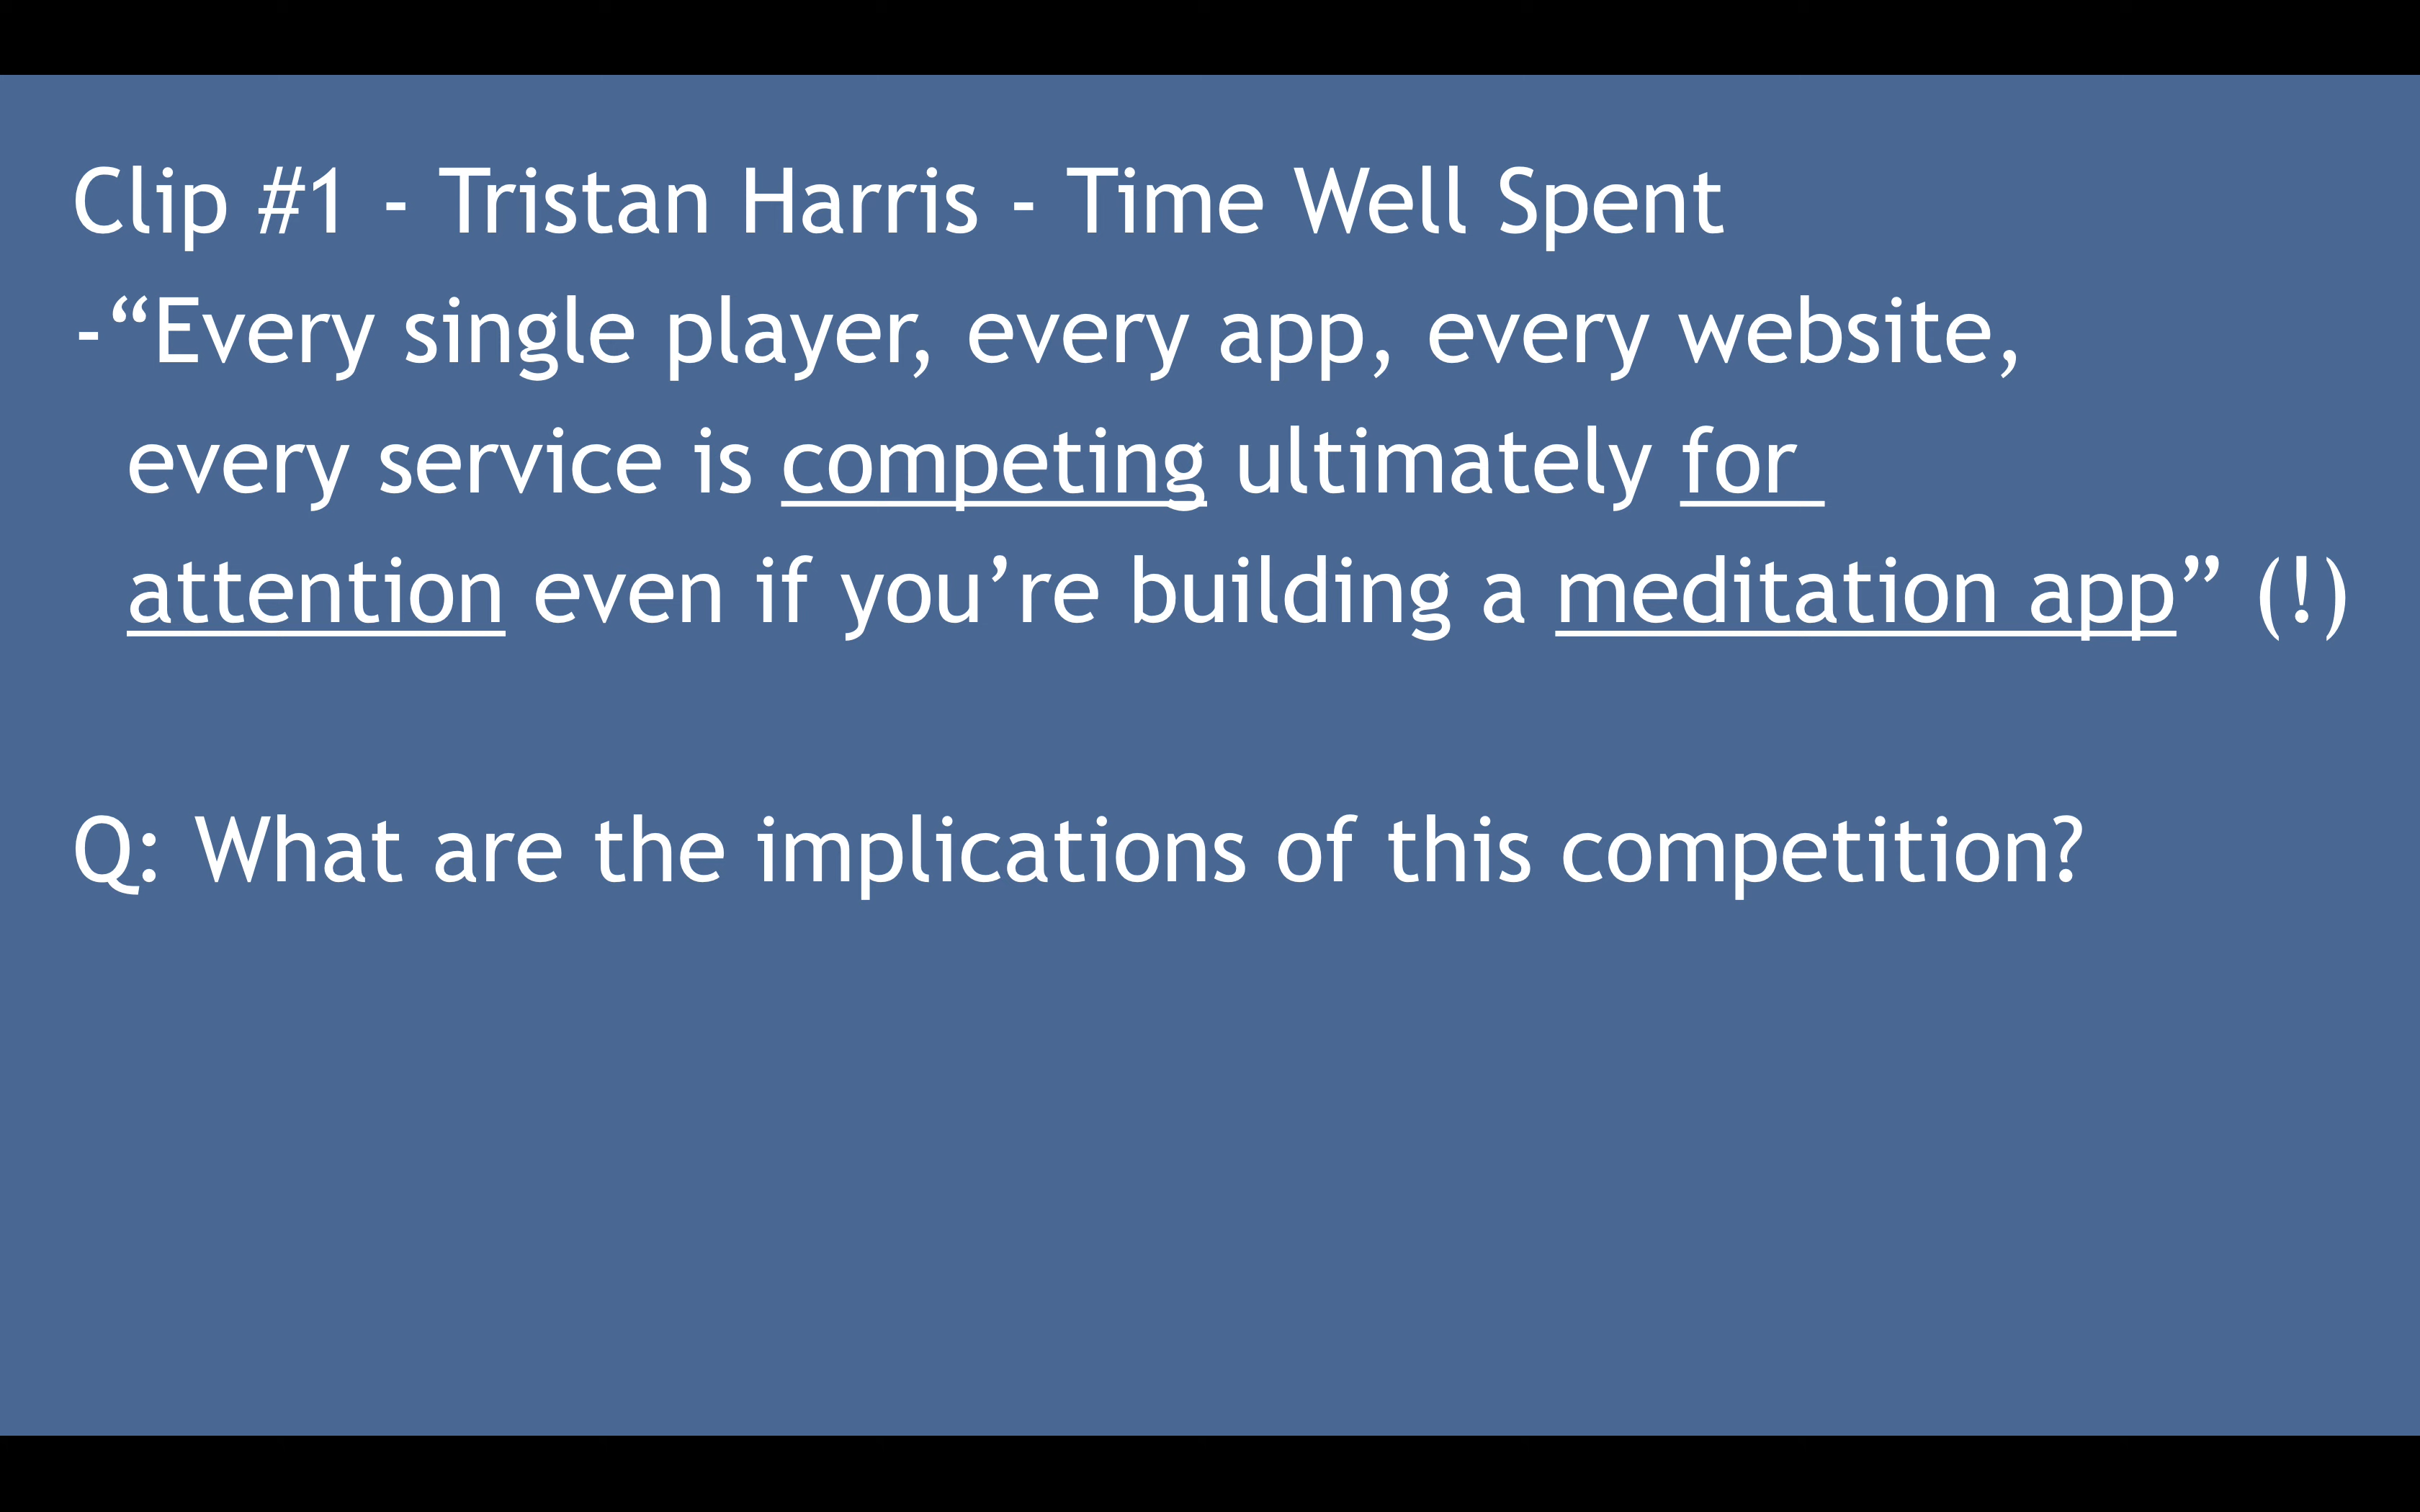 Clip #1 - Tristan Harris - Time Well Spent
-“Every single player, every app, every website,
every service is competing ultimately for
attention even if you’re building a meditation app” (!)
Q: What are the implications of this competition?